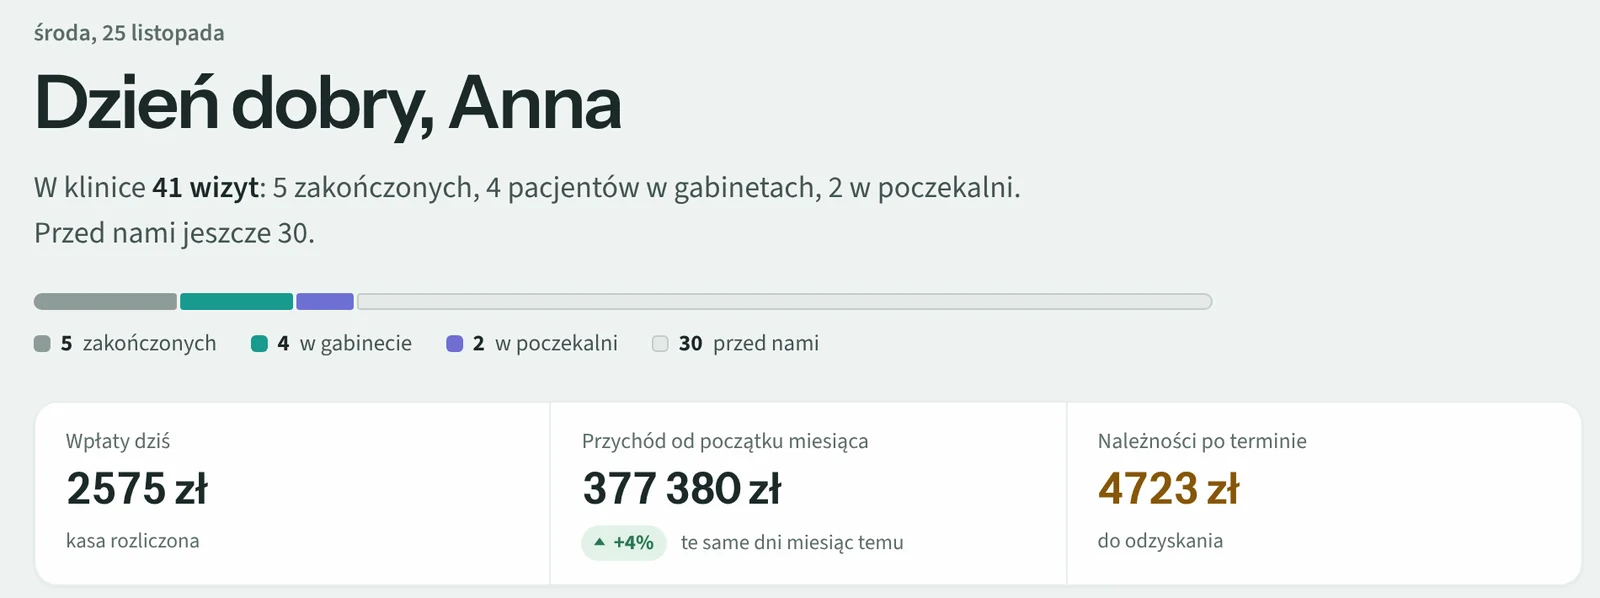 środa, 25 listopada
Dzień dobry, Anna
W klinice 41 wizyt: 5 zakończonych, 4 pacjentów w gabinetach, 2 w poczekalni.
Przed nami jeszcze 30.
5 zakończonych 4 w gabinecie 2 w poczekalni 30 przed nami
Wpłaty dziś
2575 zł
kasa rozliczona
Przychód od początku miesiąca
377 380 zł
+4% te same dni miesiąc temu
Należności po terminie
4723 zł
do odzyskania